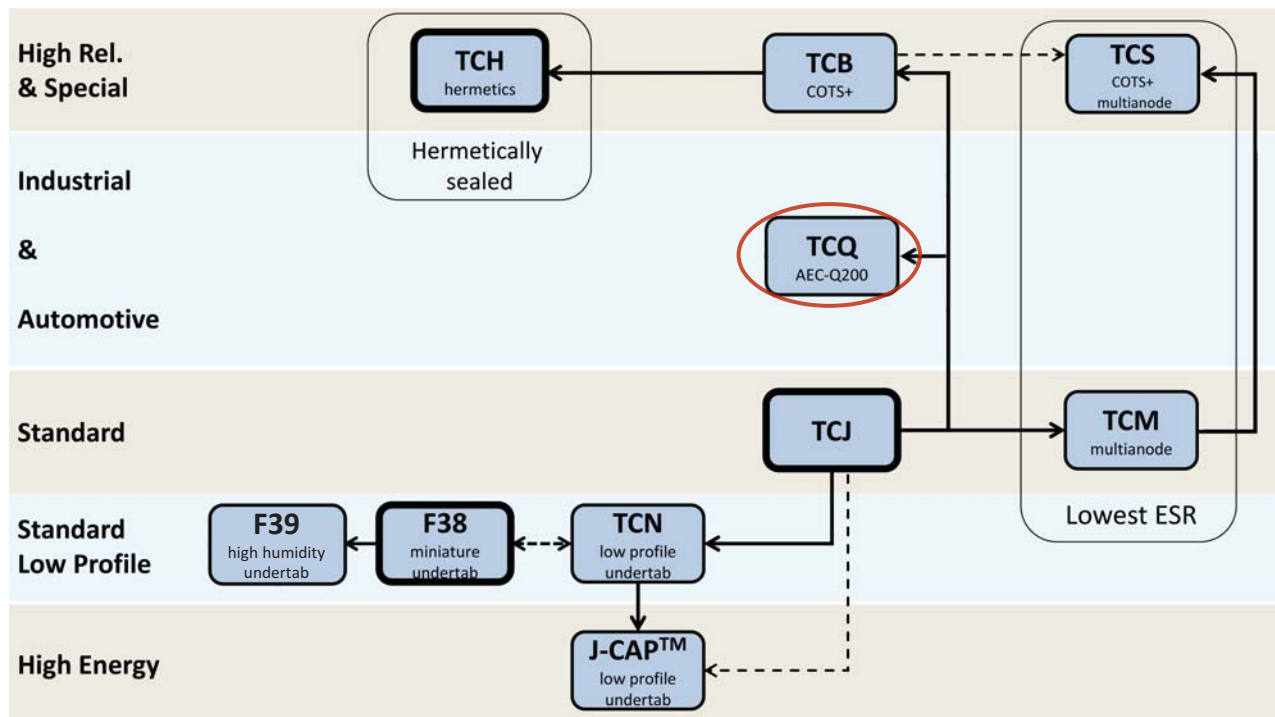 High Rel.
& Special
TCH
hermetics
Hermetically
sealed
TCB
COTS+
TCS
COTS+
multianode
Industrial
&
Automotive
TCQ
AEC-Q200
Standard
TCJ
TCM
multianode
Lowest ESR
Standard
Low Profile
F39
high humidity
undertab
F38
miniature
undertab
TCN
low profile
undertab
High Energy
J-CAP™
low profile
undertab